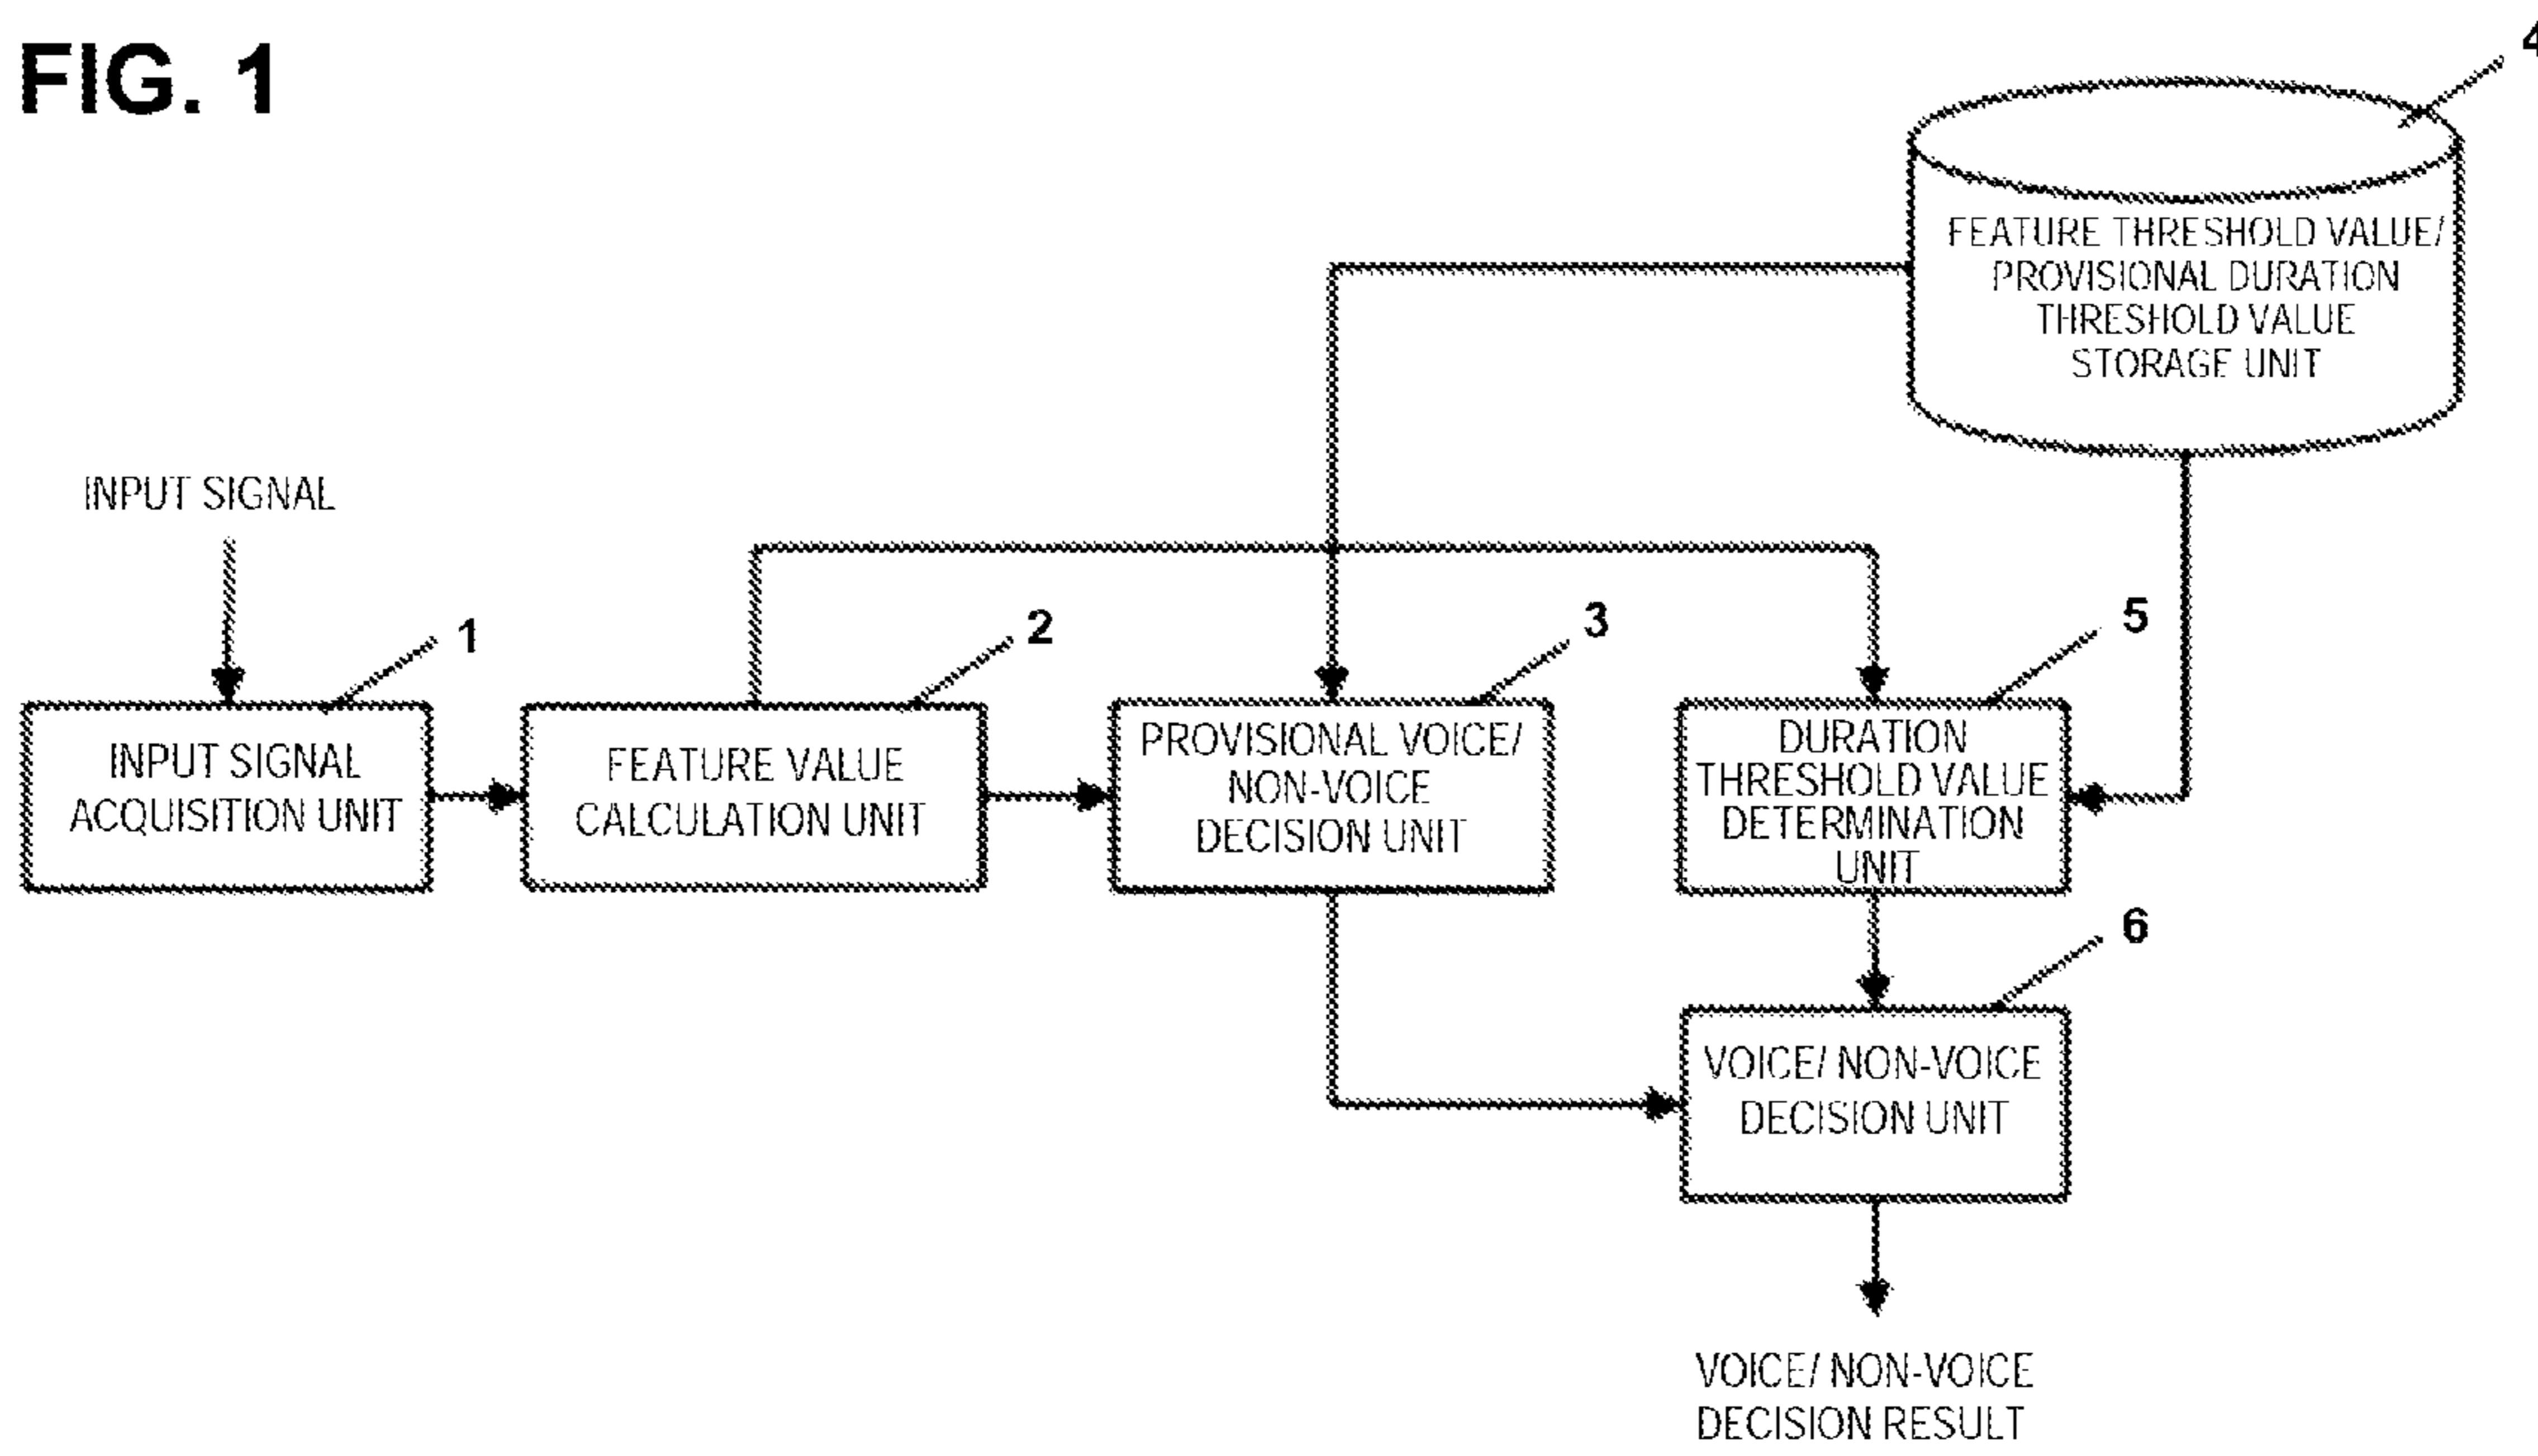 FIG. 1
4
FEATURE THRESHOLD VALUE/
PROVISIONAL DURATION
THRESHOLD VALUE
STORAGE UNIT
INPUT SIGNAL
1
2
3
5
INPUT SIGNAL
ACQUISITION UNIT
FEATURE VALUE
CALCULATION UNIT
PROVISIONAL VOICE/
NON-VOICE
DECISION UNIT
DURATION
THRESHOLD VALUE
DETERMINATION
UNIT
6
VOICE/ NON-VOICE
DECISION UNIT
VOICE/ NON-VOICE
DECISION RESULT